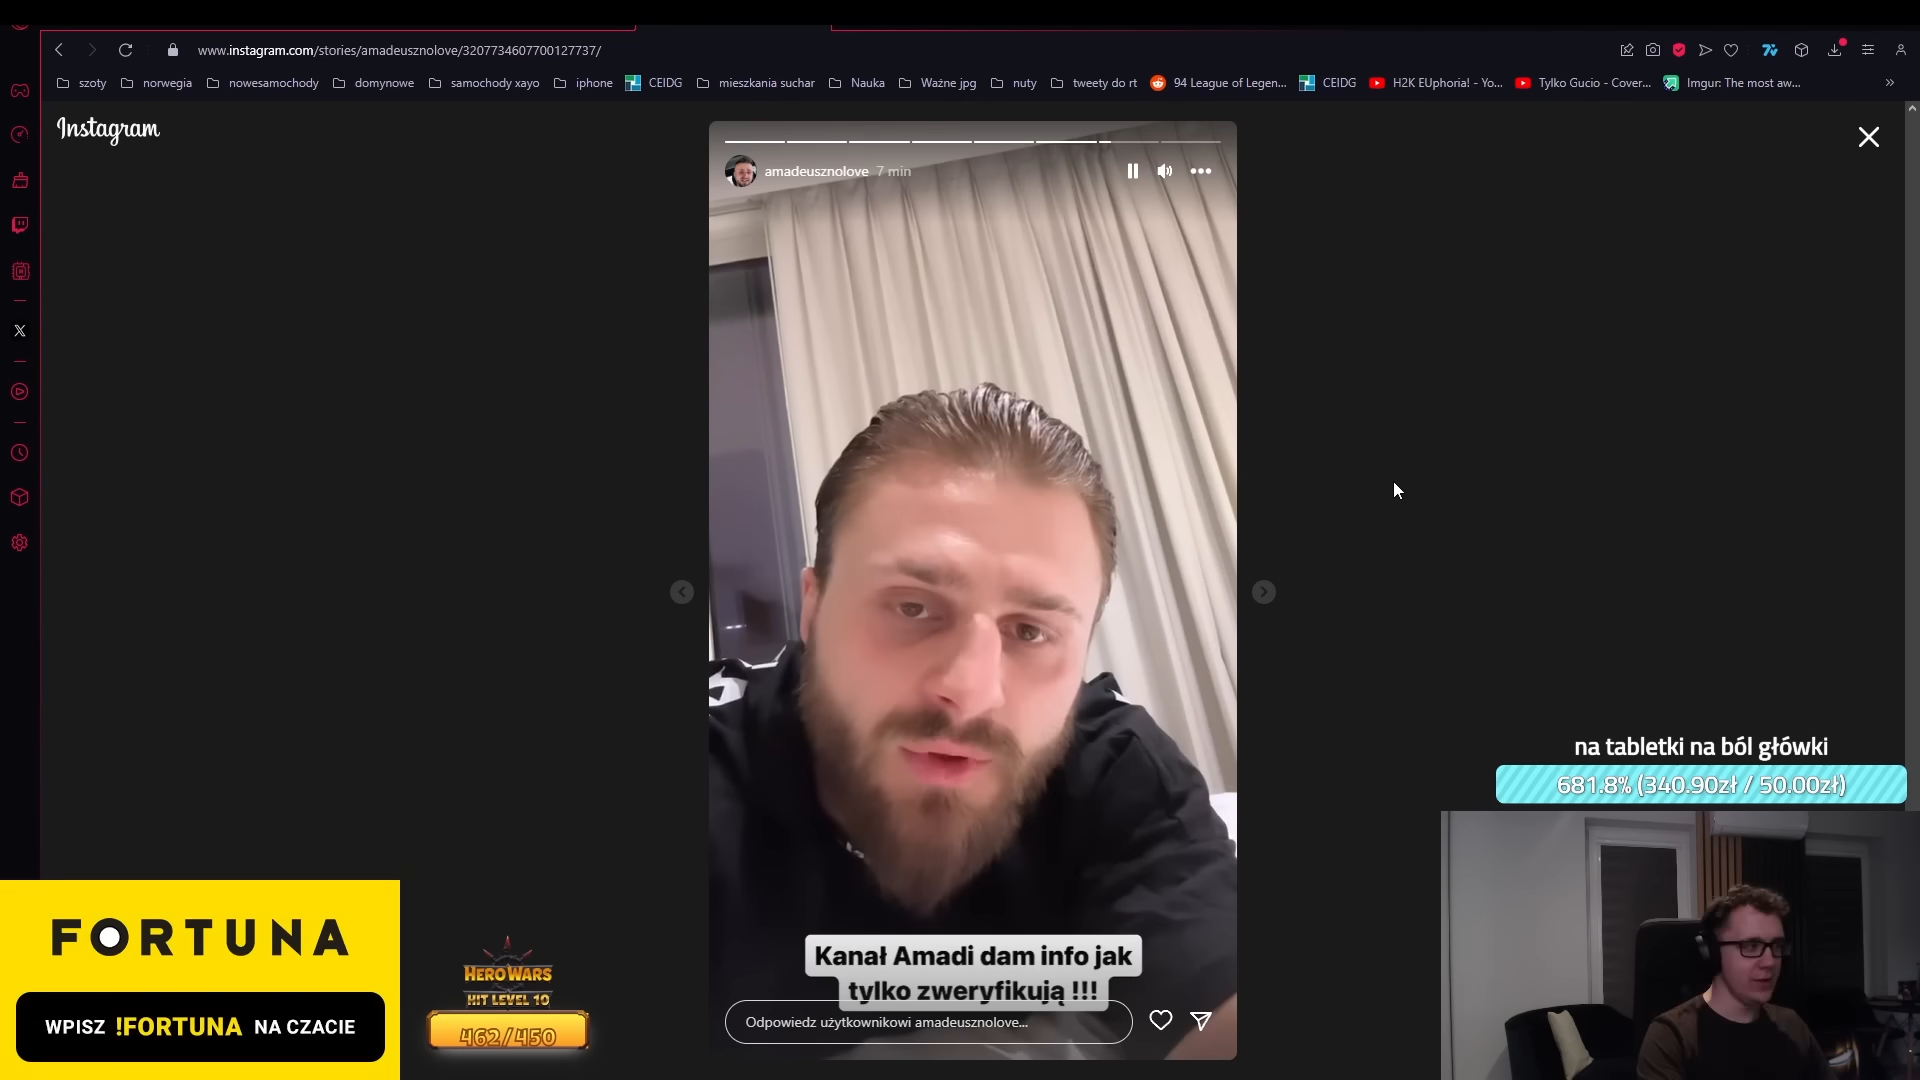 www.instagram.com/stories/amadeusznolove/3207734607700127737/
szoty norwegia nowesamochody domynowe samochody xayo iphone CEIDG mieszkania suchar Nauka Ważne jpg nuty tweety do rt 94 League of Legen... CEIDG H2K EUphoria! - Yo... Tylko Gucio - Cover... Imgur: The most aw...
Instagram
amadeusznolove 7 min
Kanał Amadi dam info jak
tylko zweryfikują !!!
Odpowiedz użytkownikowi amadeusznolove...
na tabletki na ból główki
681.8% (340.90zł / 50.00zł)
FORTUNA
WPISZ !FORTUNA NA CZACIE
HERO WARS
HIT LEVEL 10
462/450